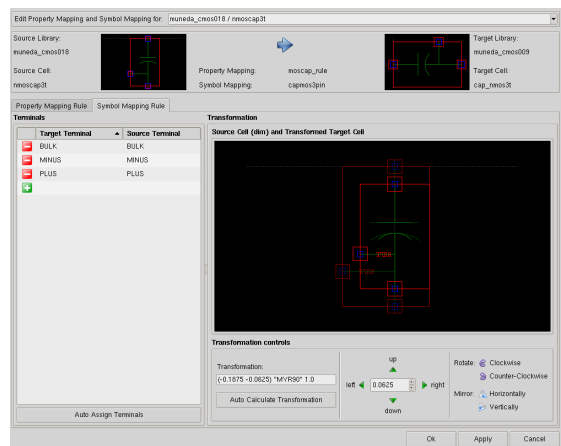 Edit Property Mapping and Symbol Mapping for: muneda_cmos018 / nmoscap3t
Source Library:
muneda_cmos018
Source Cell:
nmoscap3t
Property Mapping: moscap_rule
Symbol Mapping: capmos3pin
Target Library:
muneda_cmos009
Target Cell:
cap_nmos3t
Property Mapping Rule Symbol Mapping Rule
Terminals
Target Terminal Source Terminal
BULK BULK
MINUS MINUS
PLUS PLUS
Auto Assign Terminals
Transformation
Source Cell (dim) and Transformed Target Cell
Transformation controls
Transformation:
(-0.1875 -0.0625) "MYR90" 1.0
Auto Calculate Transformation
up
left 0.0625 right
down
Rotate: Clockwise
Counter-Clockwise
Mirror: Horizontally
Vertically
Ok Apply Cancel